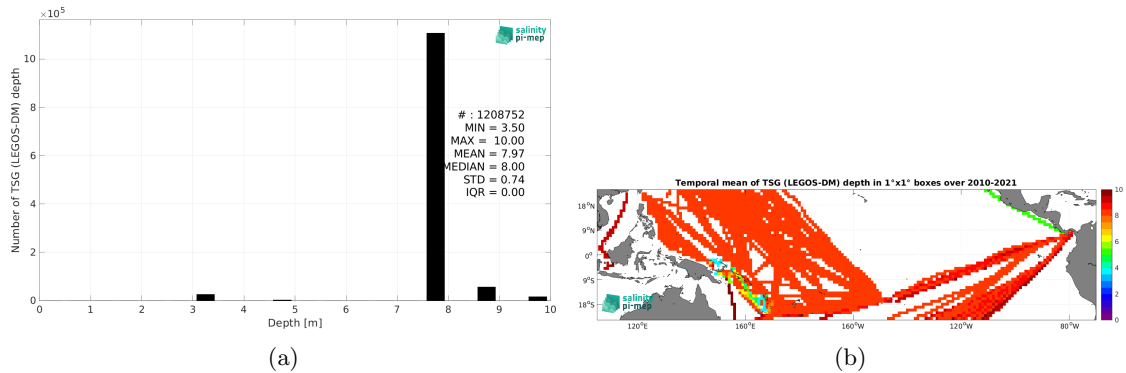 ×10⁵
salinity
pi-mep
10
8
6
4
2
0
Number of TSG (LEGOS-DM) depth
# : 1208752
MIN = 3.50
MAX = 10.00
MEAN = 7.97
MEDIAN = 8.00
STD = 0.74
IQR = 0.00
0 1 2 3 4 5 6 7 8 9 10
Depth [m]
(a)
Temporal mean of TSG (LEGOS-DM) depth in 1°x1° boxes over 2010-2021
18°N
9°N
0°
9°S
18°S
salinity
pi-mep
120°E 160°E 160°W 120°W 80°W
10
8
6
4
2
0
(b)